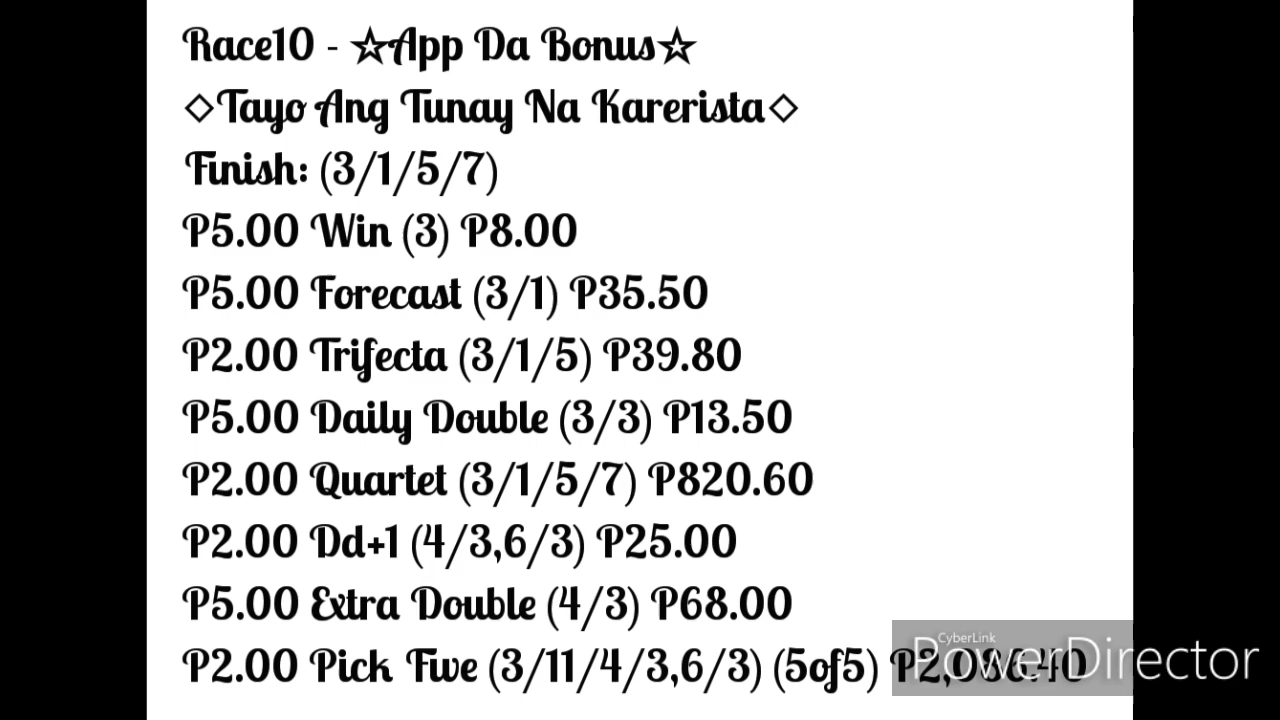 Race10 - ☆App Da Bonus☆
◇Tayo Ang Tunay Na Karerista◇
Finish: (3/1/5/7)
P5.00 Win (3) P8.00
P5.00 Forecast (3/1) P35.50
P2.00 Trifecta (3/1/5) P39.80
P5.00 Daily Double (3/3) P13.50
P2.00 Quartet (3/1/5/7) P820.60
P2.00 Dd+1 (4/3,6/3) P25.00
P5.00 Extra Double (4/3) P68.00
P2.00 Pick Five (3/11/4/3,6/3) (5of5)
CyberLink
PowerDirector